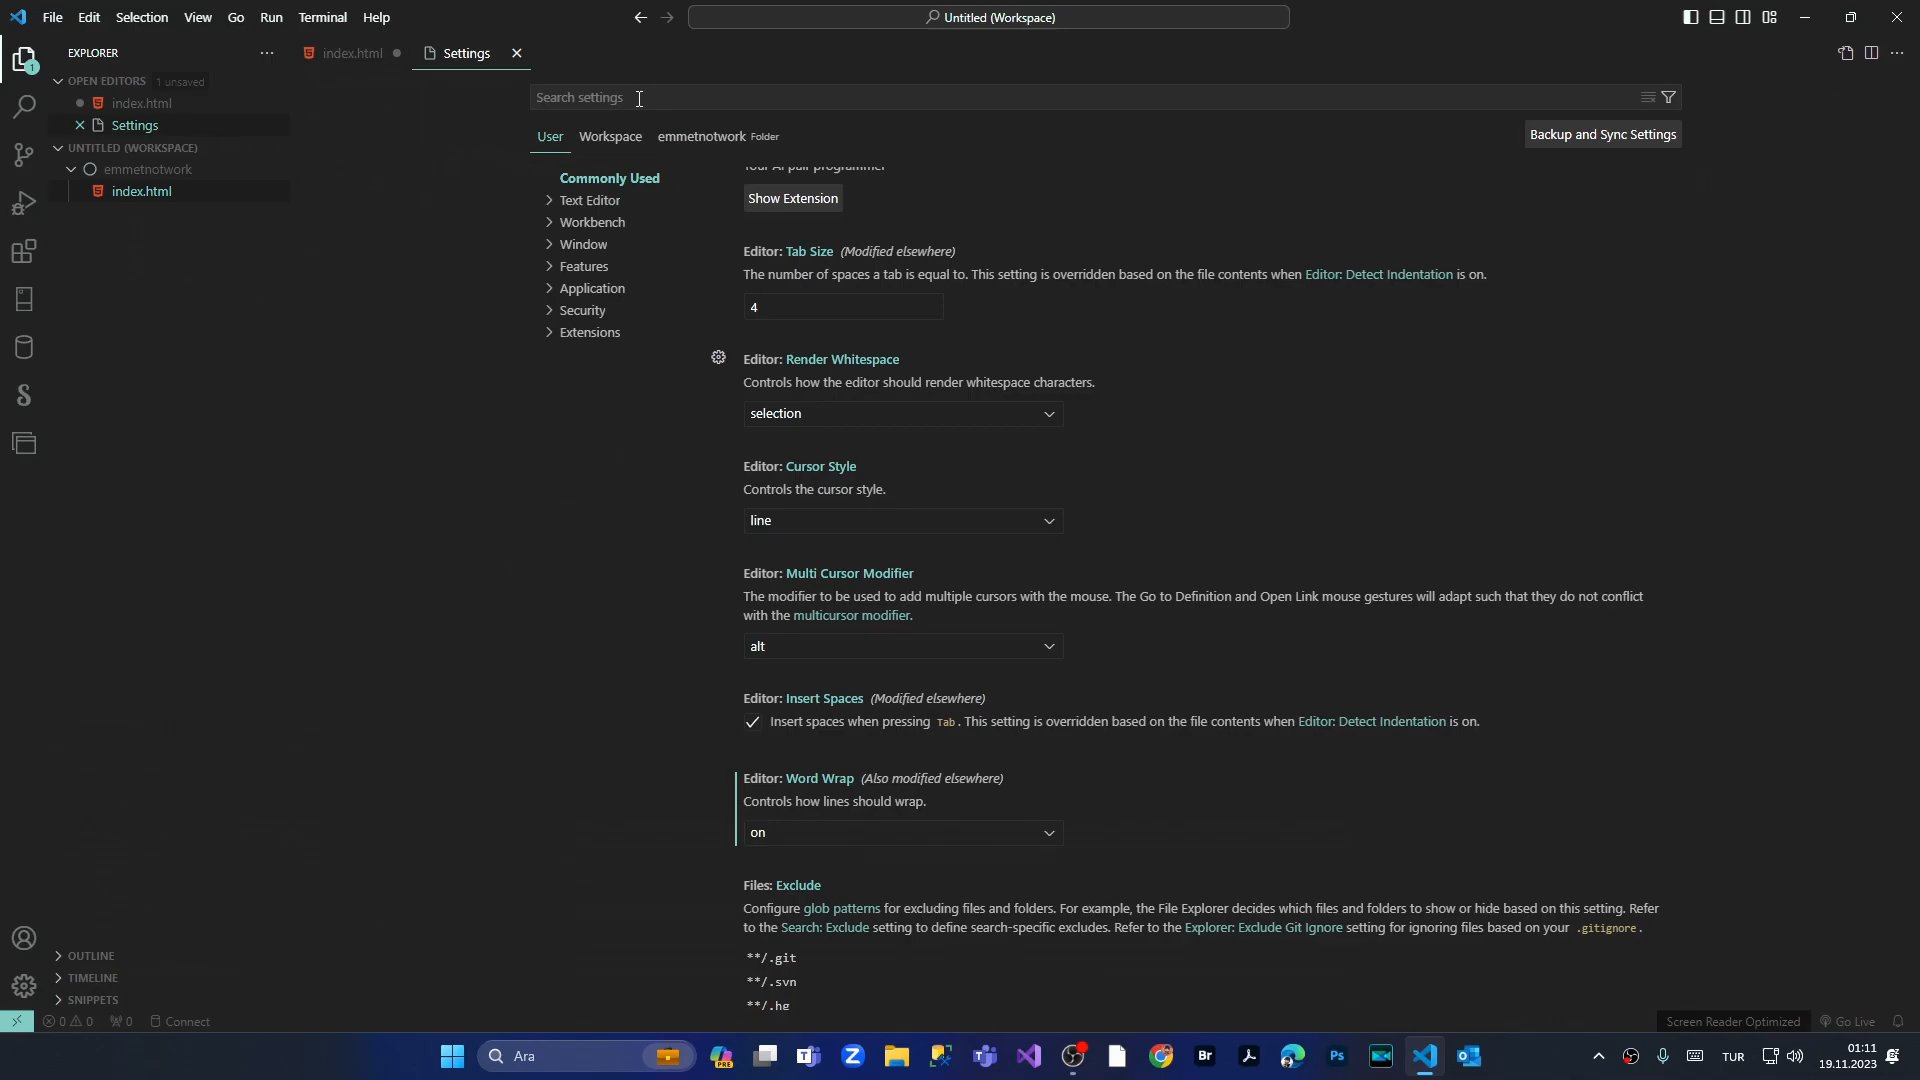 File Edit Selection View Go Run Terminal Help
Untitled (Workspace)
EXPLORER
index.html
Settings
OPEN EDITORS 1 unsaved
index.html
Settings
UNTITLED (WORKSPACE)
emmetnotwork
index.html
OUTLINE
TIMELINE
SNIPPETS
Search settings
User Workspace emmetnotwork Folder
Backup and Sync Settings
Commonly Used
Text Editor
Workbench
Window
Features
Application
Security
Extensions
Your AI pair programmer
Show Extension
Editor: Tab Size (Modified elsewhere)
The number of spaces a tab is equal to. This setting is overridden based on the file contents when Editor: Detect Indentation is on.
4
Editor: Render Whitespace
Controls how the editor should render whitespace characters.
selection
Editor: Cursor Style
Controls the cursor style.
line
Editor: Multi Cursor Modifier
The modifier to be used to add multiple cursors with the mouse. The Go to Definition and Open Link mouse gestures will adapt such that they do not conflict
with the multicursor modifier.
alt
Editor: Insert Spaces (Modified elsewhere)
Insert spaces when pressing Tab. This setting is overridden based on the file contents when Editor: Detect Indentation is on.
Editor: Word Wrap (Also modified elsewhere)
Controls how lines should wrap.
on
Files: Exclude
Configure glob patterns for excluding files and folders. For example, the File Explorer decides which files and folders to show or hide based on this setting. Refer
to the Search: Exclude setting to define search-specific excludes. Refer to the Explorer: Exclude Git Ignore setting for ignoring files based on your .gitignore.
**/.git
**/.svn
**/.hg
0 0 0 Connect
Screen Reader Optimized Go Live
Ara
PRE
Br
Ps
TUR
01:11
19.11.2023